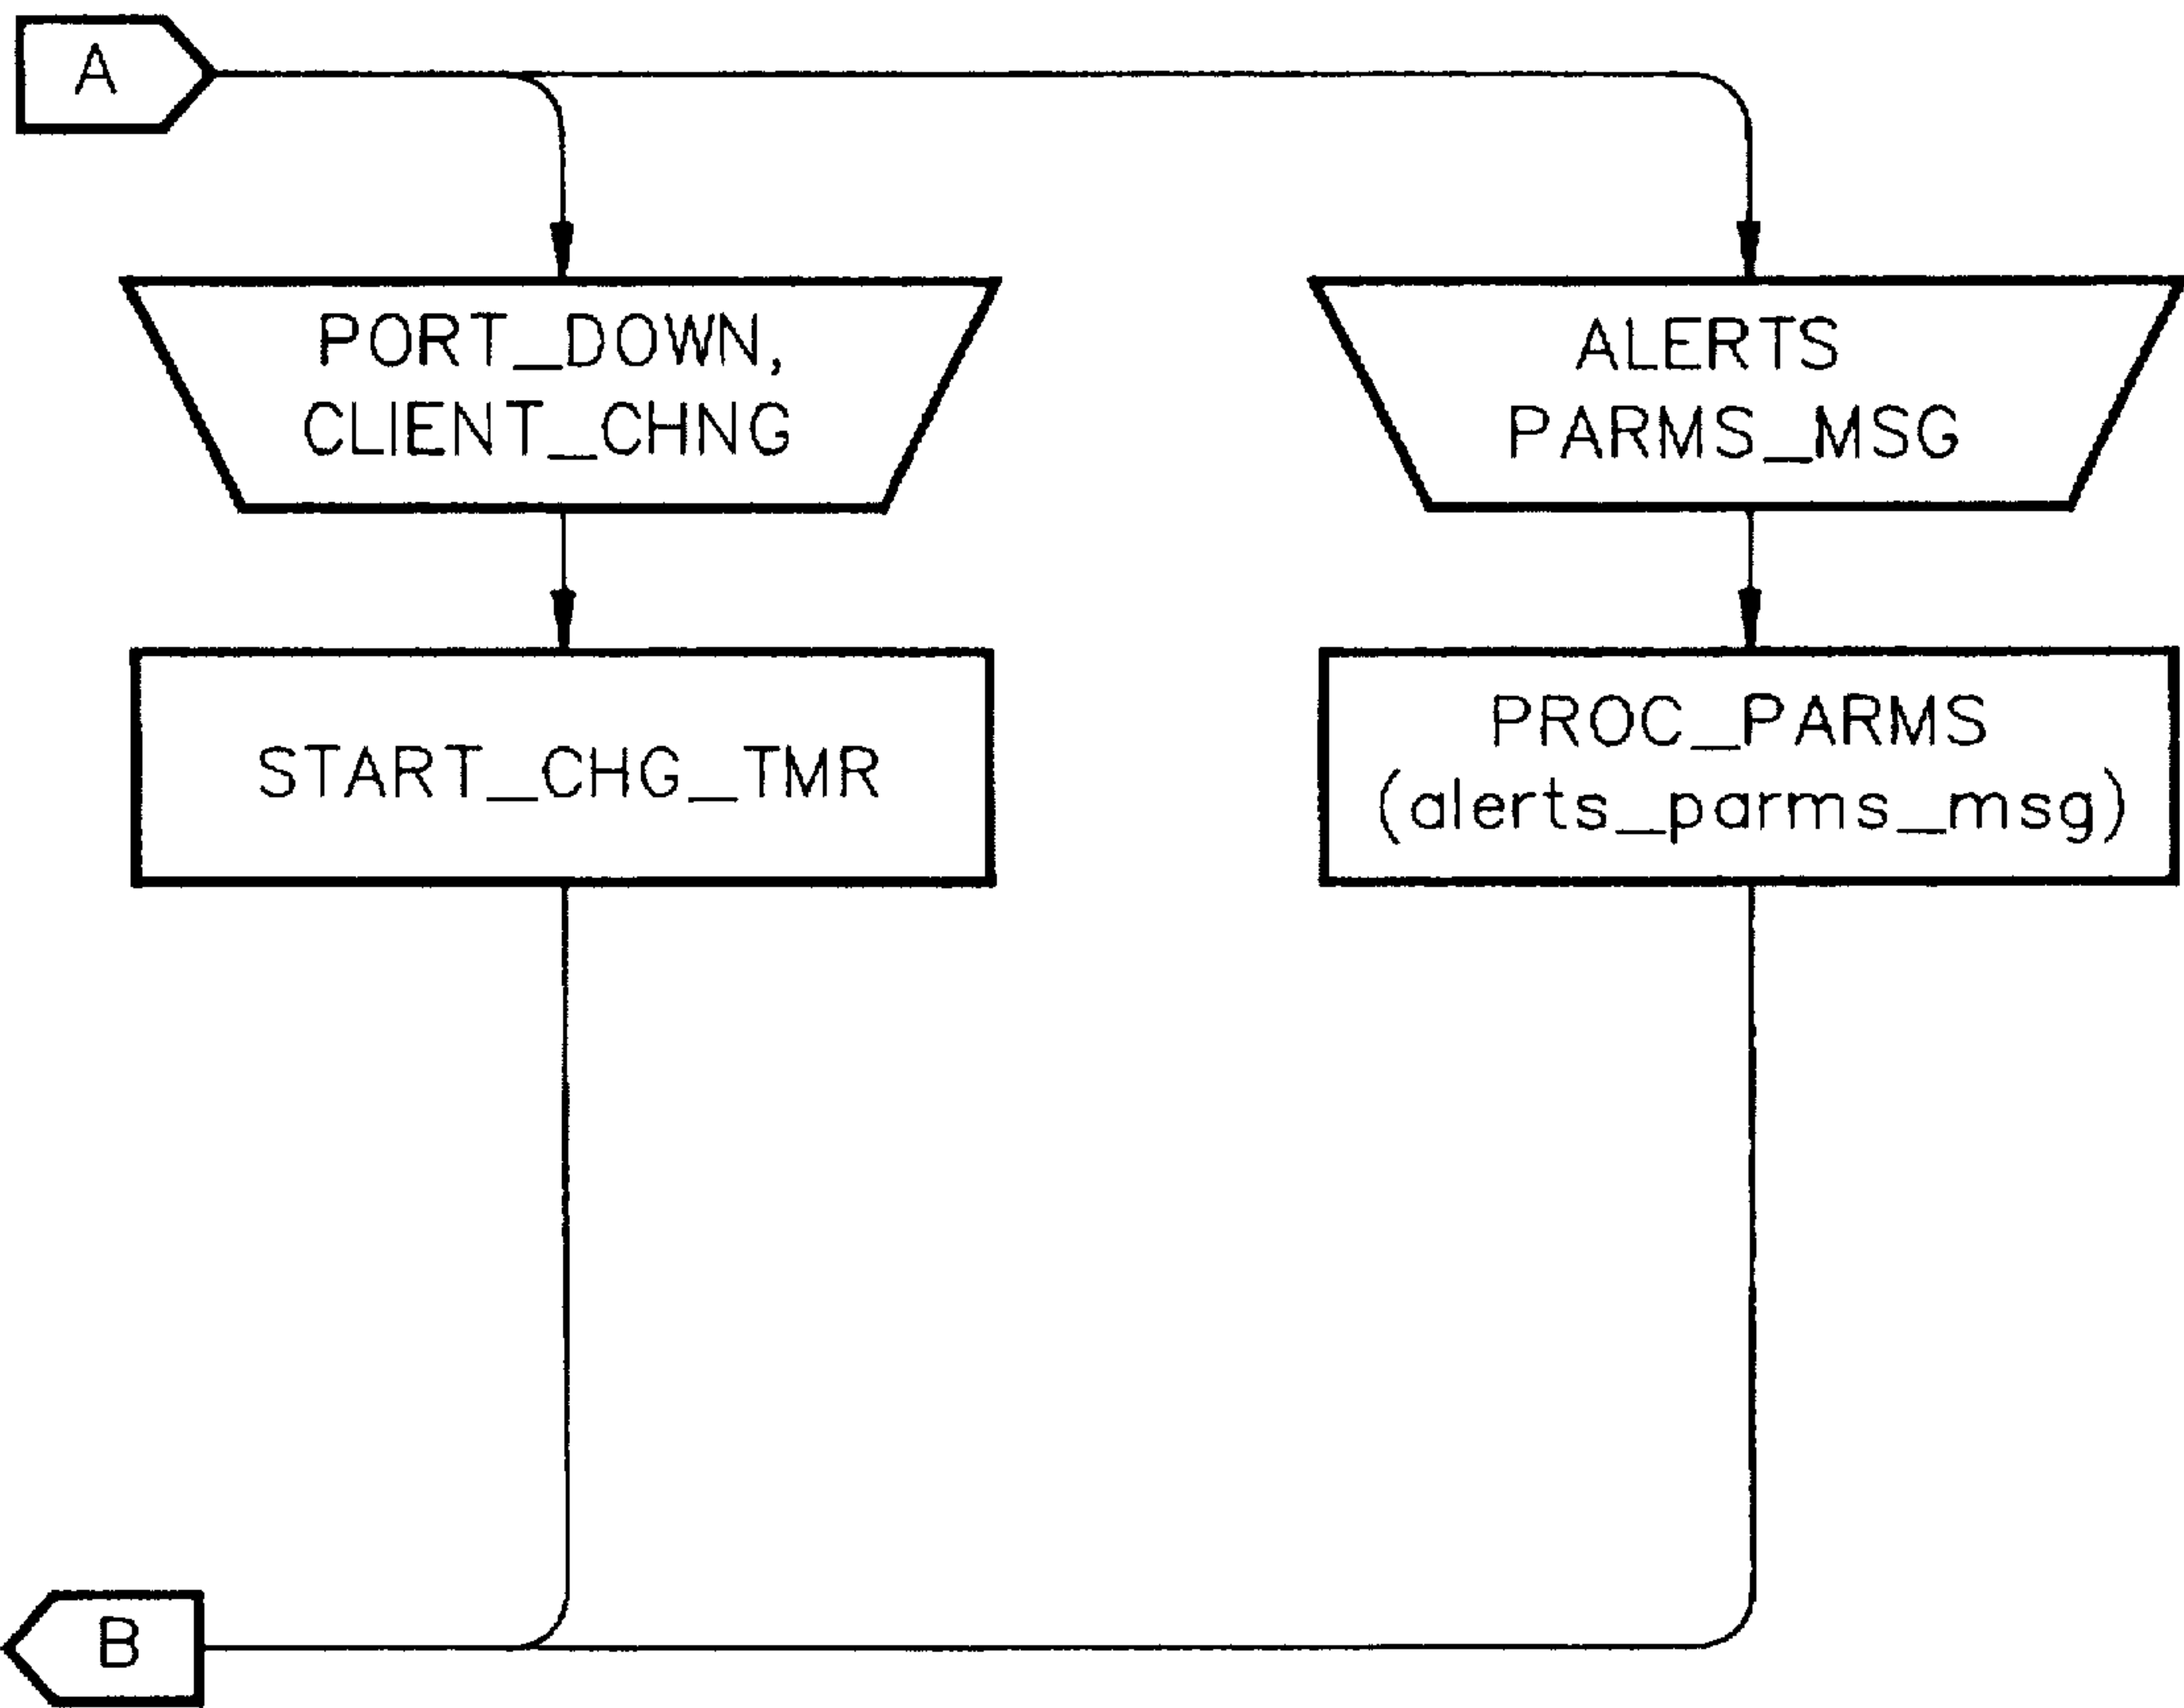 A
PORT_DOWN,
CLIENT_CHNG
ALERTS
PARMS_MSG
START_CHG_TMR
PROC_PARMS
(alerts_parms_msg)
B